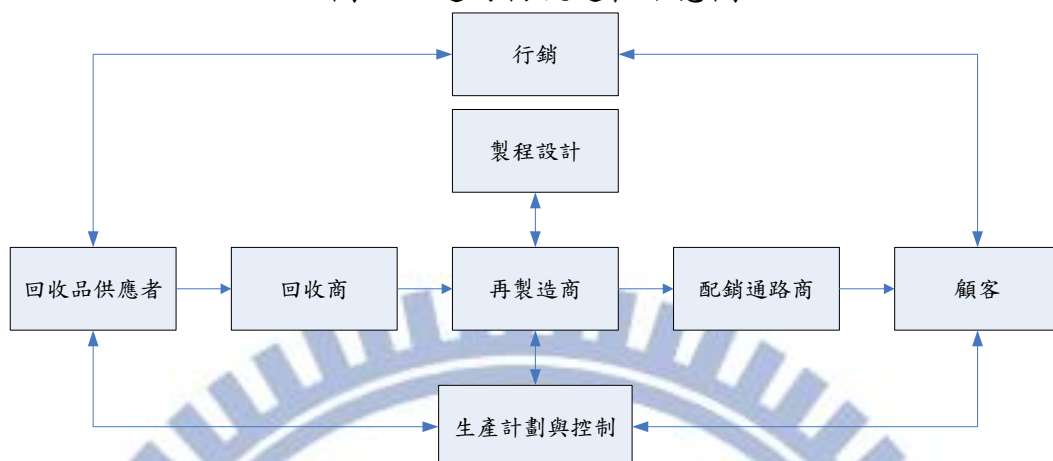 行銷
製程設計
回收品供應者
回收商
再製造商
配銷通路商
顧客
生產計劃與控制